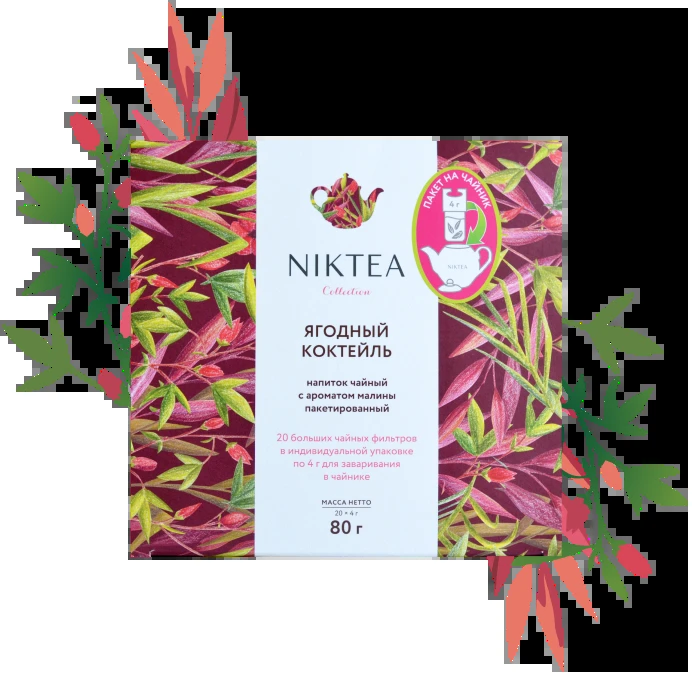 ПАКЕТ НА ЧАЙНИК
4 г
NIKTEA
NIKTEA
Collection
ЯГОДНЫЙ
КОКТЕЙЛЬ
напиток чайный
с ароматом малины
пакетированный
20 больших чайных фильтров
в индивидуальной упаковке
по 4 г для заваривания
в чайнике
МАССА НЕТТО
20 × 4 г
80 г